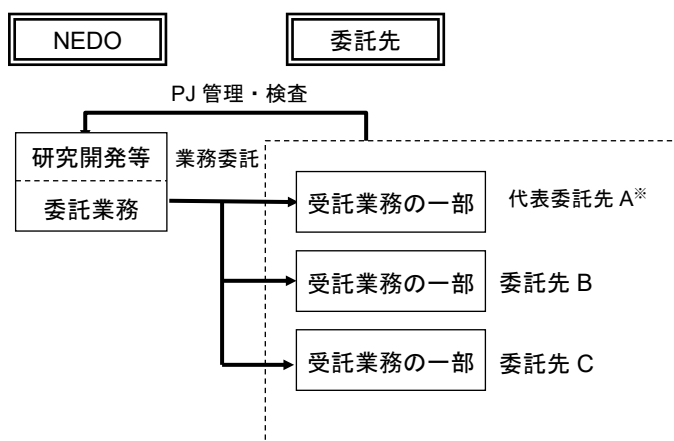 NEDO
委託先
PJ 管理・検査
研究開発等
業務委託
委託業務
受託業務の一部
代表委託先 A※
受託業務の一部
委託先 B
受託業務の一部
委託先 C